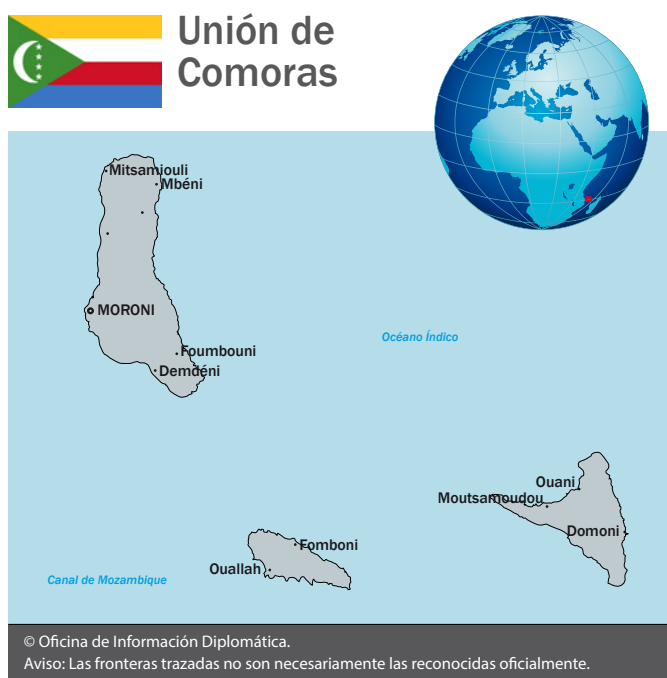 Unión de
Comoras
Mitsamiouli
Mbéni
MORONI
Océano Índico
Foumbouni
Demdéni
Ouani
Moutsamoudou
Domoni
Fomboni
Ouallah
Canal de Mozambique
© Oficina de Información Diplomática.
Aviso: Las fronteras trazadas no son necesariamente las reconocidas oficialmente.